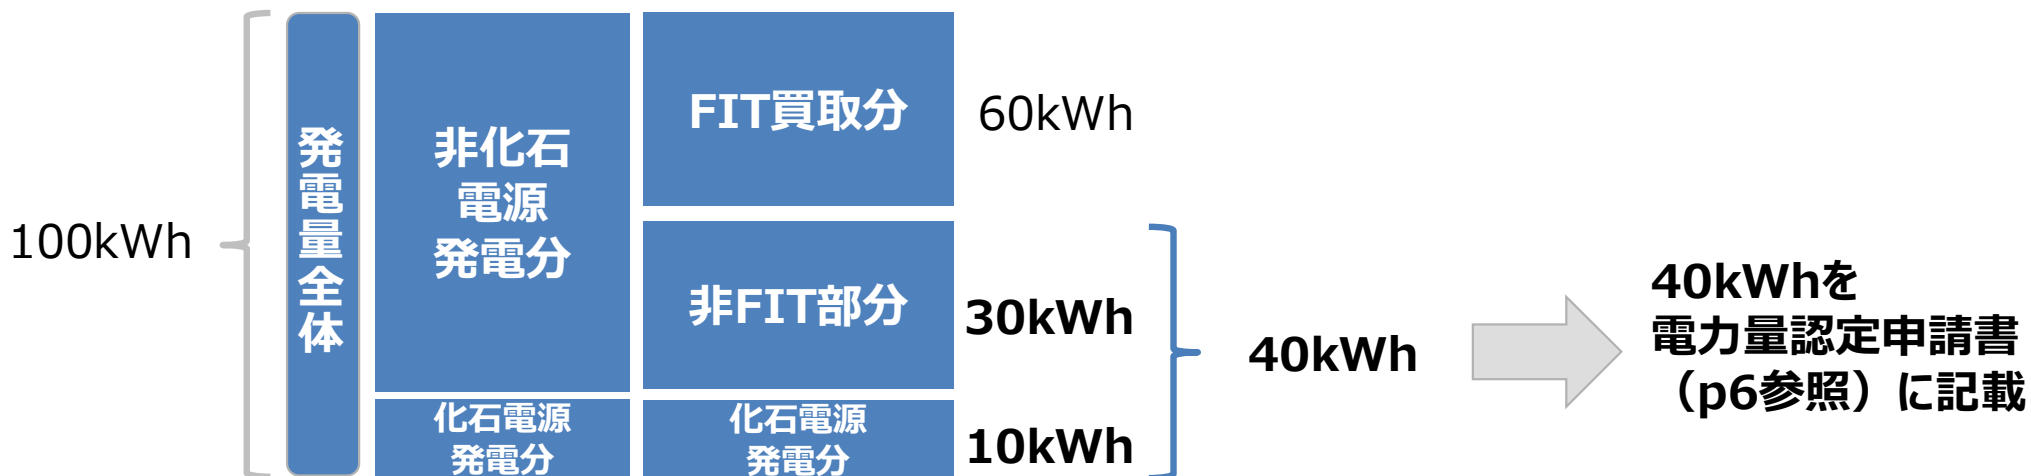 100kWh
発電量全体
非化石
電源
発電分
化石電源
発電分
FIT買取分
60kWh
非FIT部分
30kWh
化石電源
発電分
10kWh
40kWh
40kWhを
電力量認定申請書
（p6参照）に記載